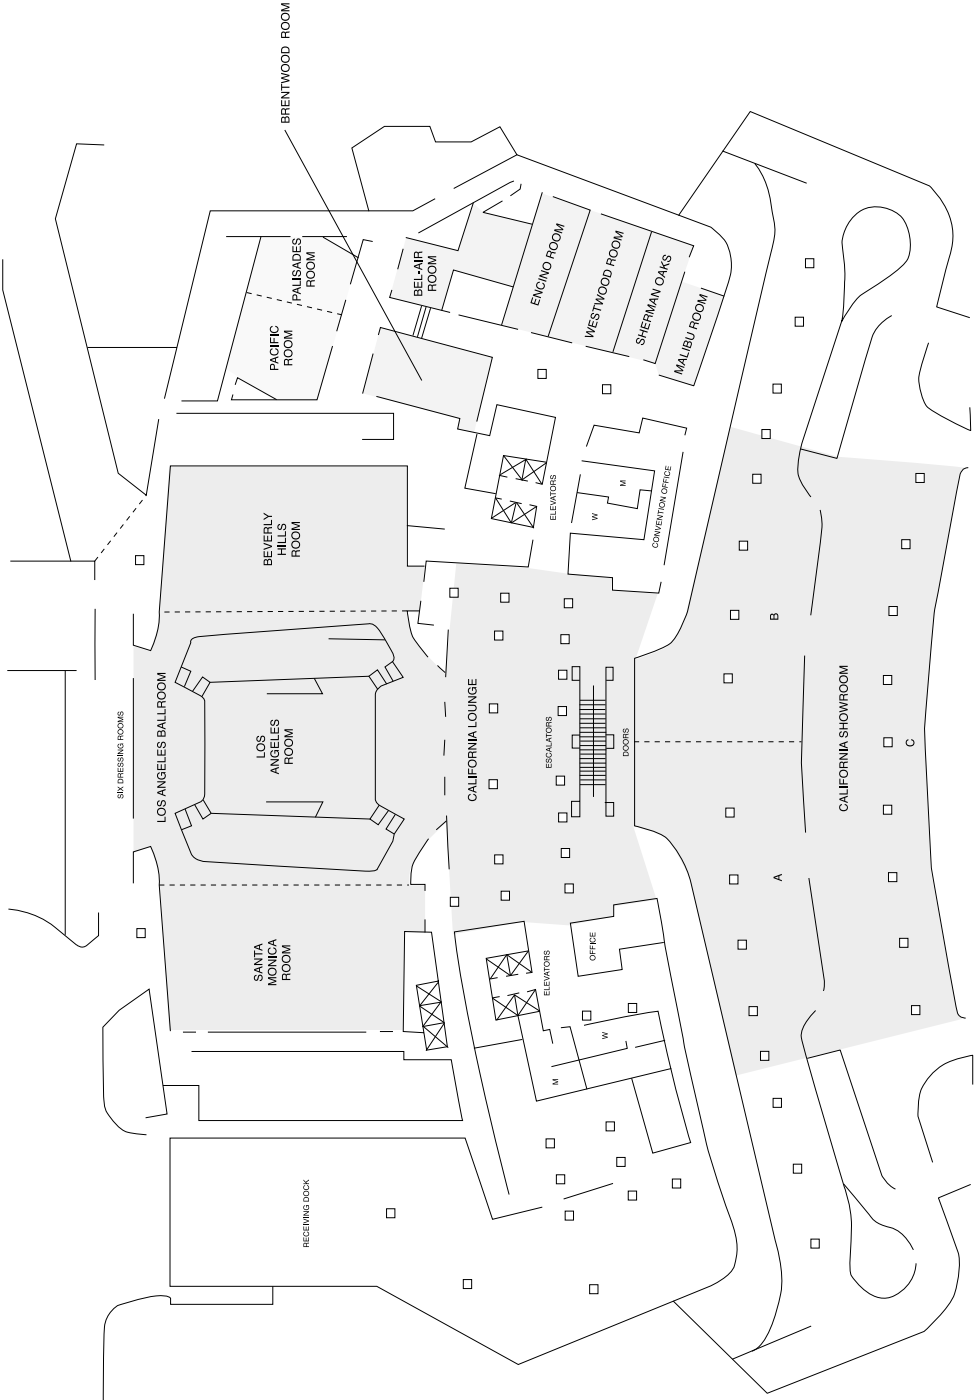 BRENTWOOD ROOM
PALISADES
ROOM
PACIFIC
ROOM
BEL-AIR
ROOM
ENCINO ROOM
WESTWOOD ROOM
SHERMAN OAKS
MALIBU ROOM
ELEVATORS
M
W
CONVENTION OFFICE
BEVERLY
HILLS
ROOM
SIX DRESSING ROOMS
LOS ANGELES BALLROOM
LOS
ANGELES
ROOM
CALIFORNIA LOUNGE
ESCALATORS
DOORS
B
CALIFORNIA SHOWROOM
C
A
SANTA
MONICA
ROOM
ELEVATORS
OFFICE
W
M
RECEIVING DOCK